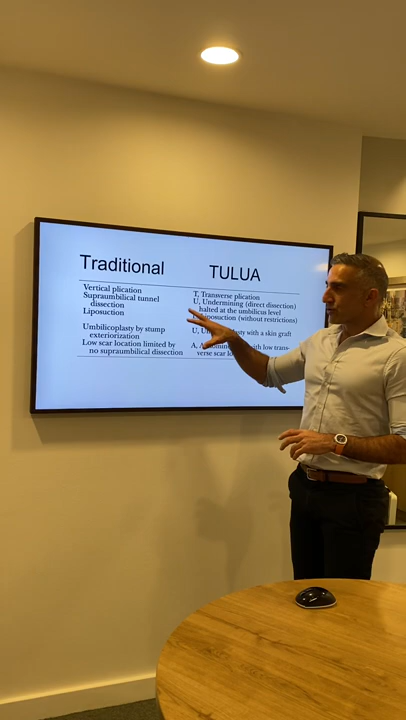 Traditional
TULUA
Vertical plication
Supraumbilical tunnel
dissection
Liposuction
Umbilicoplasty by stump
exteriorization
Low scar location limited by
no supraumbilical dissection
T, Transverse plication
U, Undermining (direct dissection)
halted at the umbilicus level
(without restrictions)
U,
with a skin graft
A,
with low trans-
verse scar